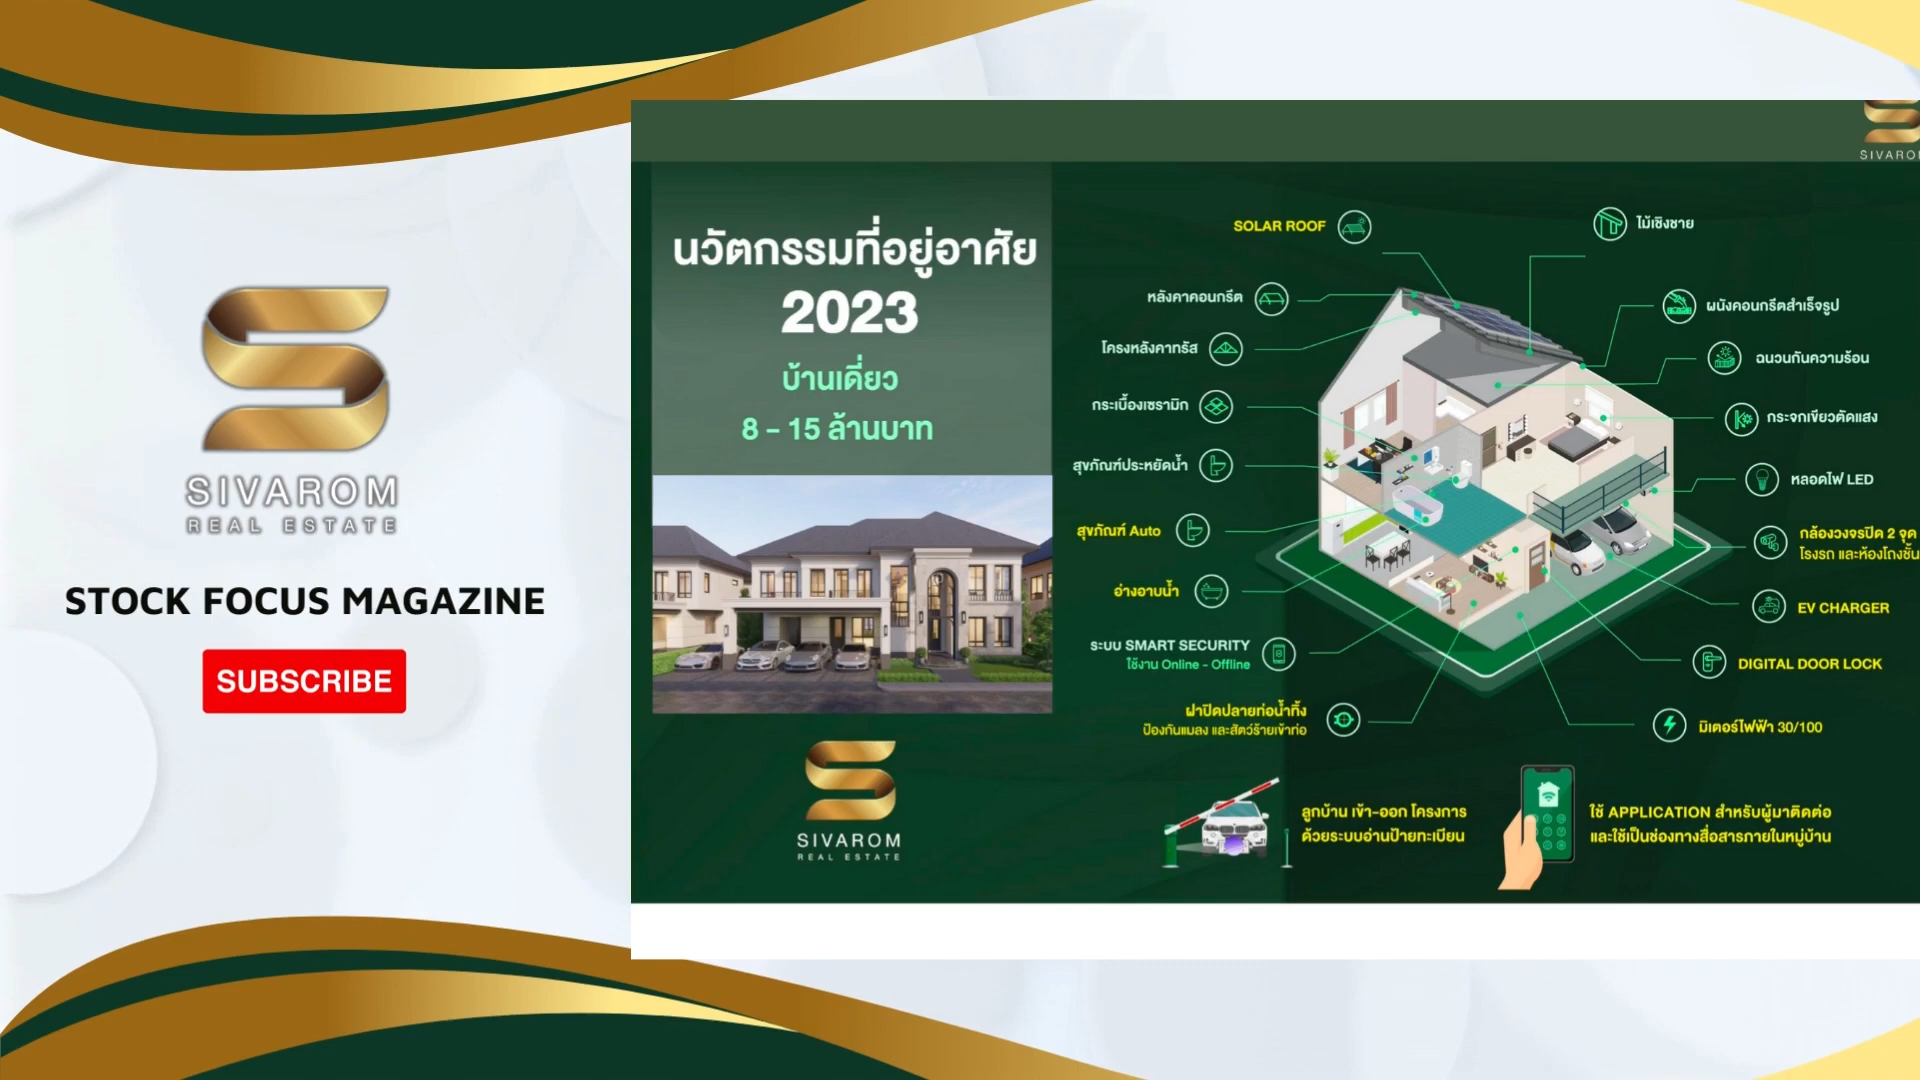 SIVAROM
REAL ESTATE
STOCK FOCUS MAGAZINE
SUBSCRIBE
นวัตกรรมที่อยู่อาศัย
2023
บ้านเดี่ยว
8 - 15 ล้านบาท
SIVAROM
REAL ESTATE
SOLAR ROOF
หลังคาคอนกรีต
โครงหลังคาทรัส
กระเบื้องเซรามิก
สุขภัณฑ์ประหยัดน้ำ
สุขภัณฑ์ Auto
อ่างอาบน้ำ
ระบบ SMART SECURITY
ใช้งาน Online - Offline
ฝาปิดปลายท่อน้ำทิ้ง
ป้องกันแมลง และสัตว์ร้ายเข้าท่อ
ไม้เชิงชาย
ผนังคอนกรีตสำเร็จรูป
ฉนวนกันความร้อน
กระจกเขียวตัดแสง
หลอดไฟ LED
กล้องวงจรปิด 2 จุด
โรงรถ และห้องโถงชั้น
EV CHARGER
DIGITAL DOOR LOCK
มิเตอร์ไฟฟ้า 30/100
ลูกบ้าน เข้า-ออก โครงการ
ด้วยระบบอ่านป้ายทะเบียน
ใช้ APPLICATION สำหรับผู้มาติดต่อ
และใช้เป็นช่องทางสื่อสารภายในหมู่บ้าน